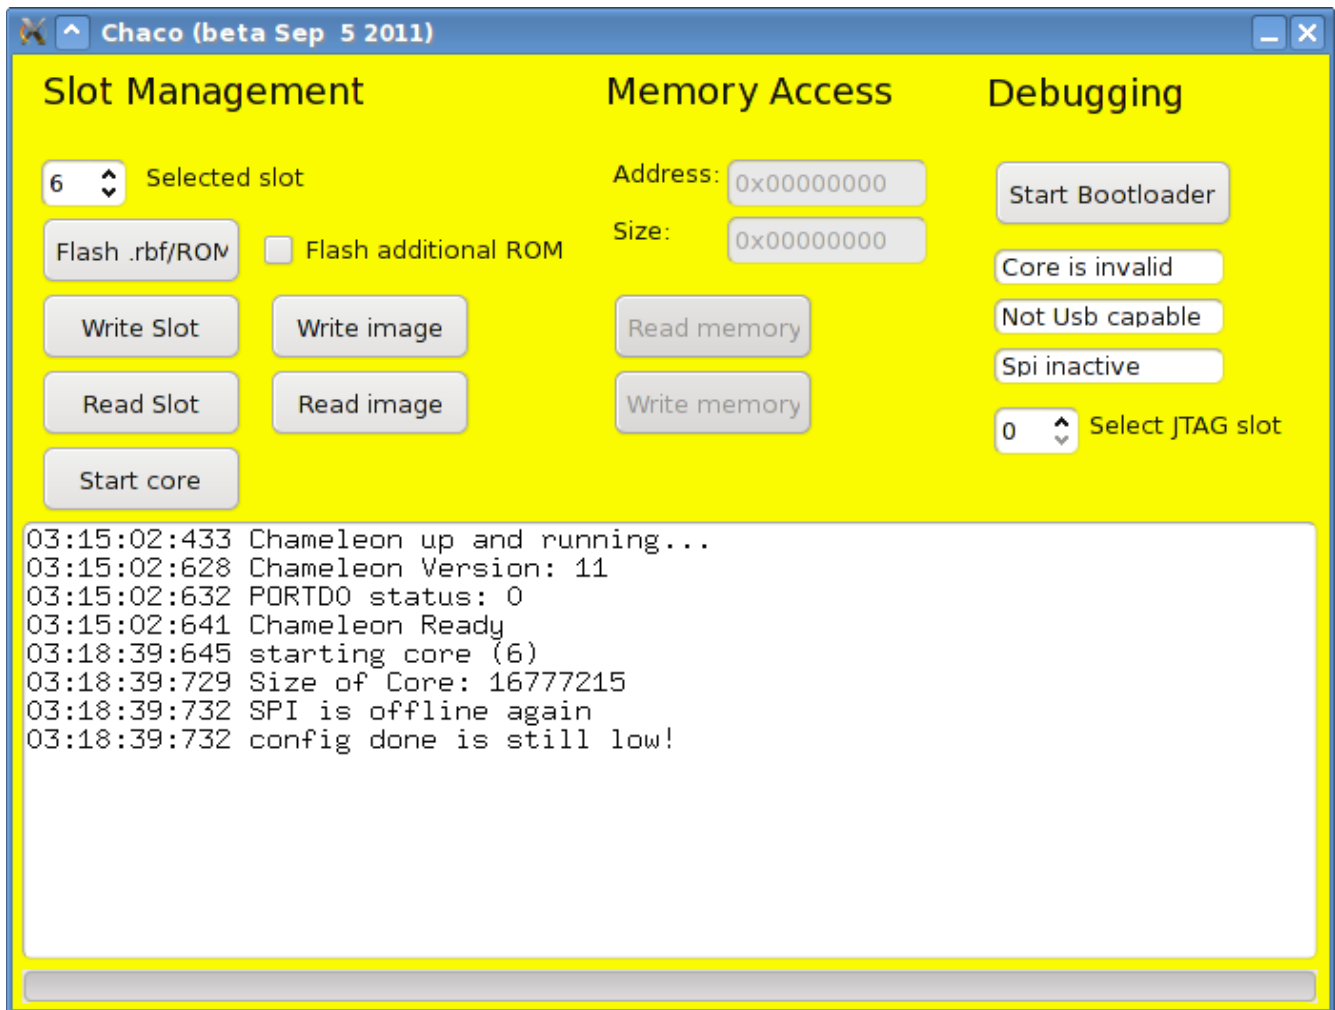 Chaco (beta Sep  5 2011)
Slot Management
Memory Access
Debugging
6
Selected slot
Address:
0x00000000
Start Bootloader
Flash .rbf/ROM
Flash additional ROM
Size:
0x00000000
Core is invalid
Write Slot
Write image
Read memory
Not Usb capable
Spi inactive
Read Slot
Read image
Write memory
0
Select JTAG slot
Start core
03:15:02:433 Chameleon up and running...
03:15:02:628 Chameleon Version: 11
03:15:02:632 PORTDO status: 0
03:15:02:641 Chameleon Ready
03:18:39:645 starting core (6)
03:18:39:729 Size of Core: 16777215
03:18:39:732 SPI is offline again
03:18:39:732 config done is still low!